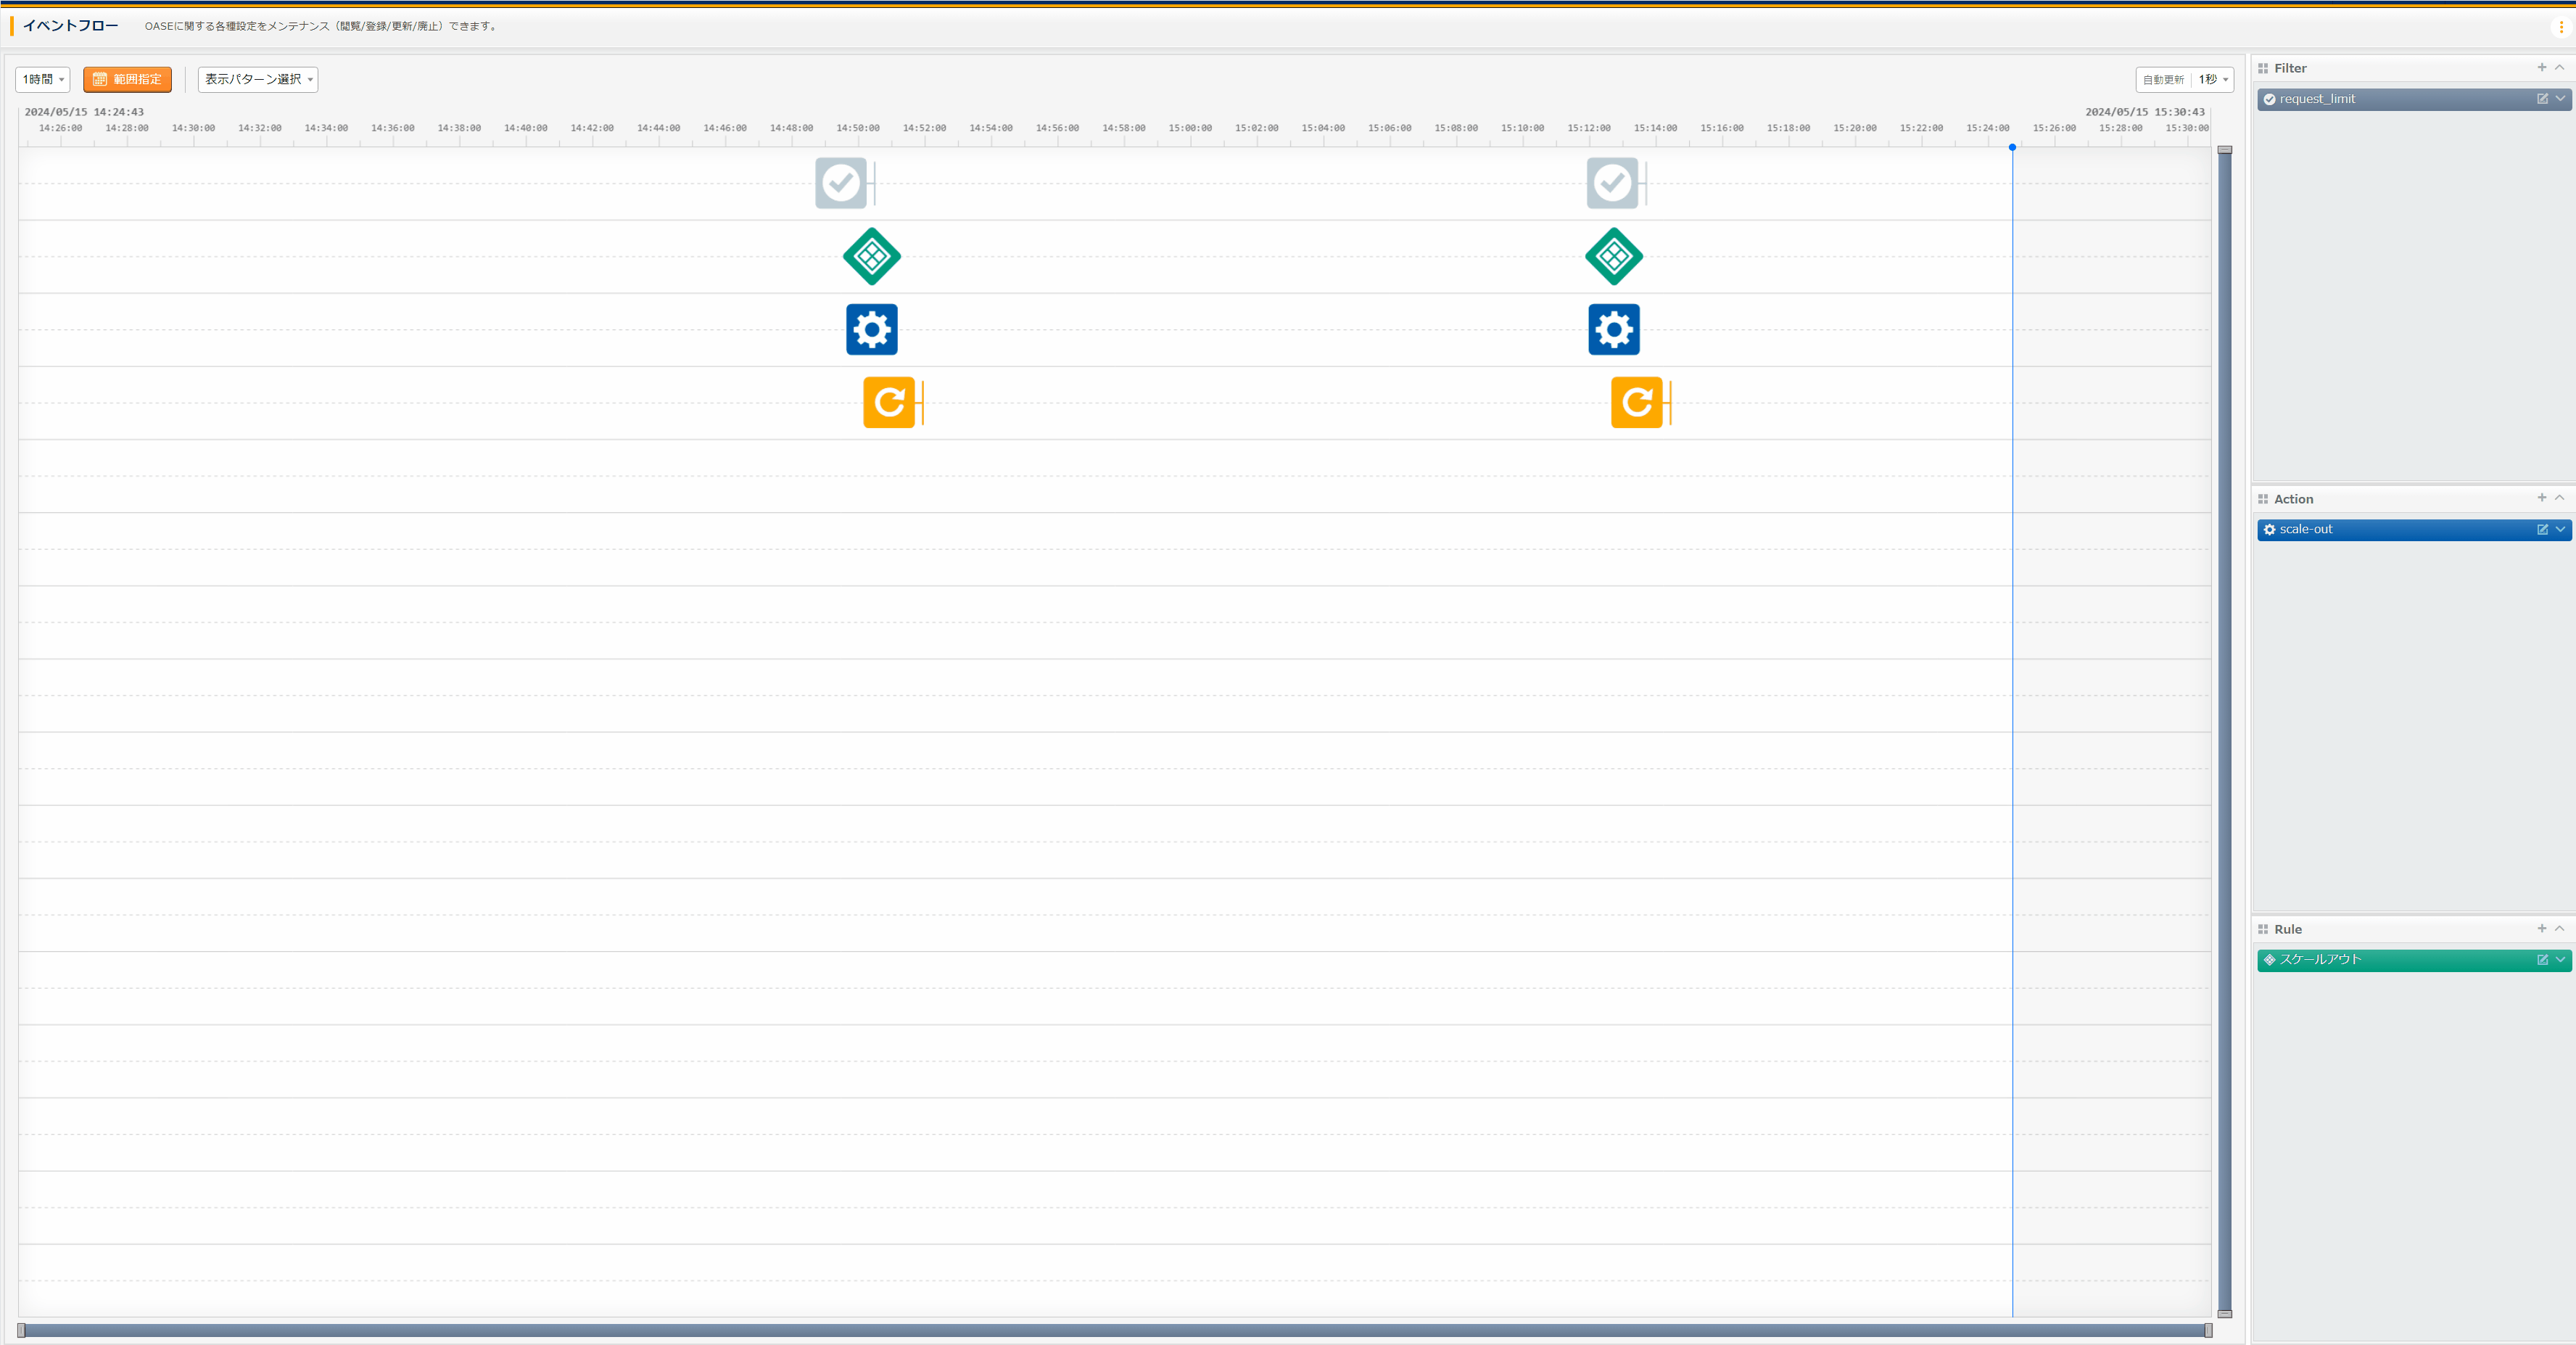 イベントフロー OASEに関する各種設定をメンテナンス（閲覧/登録/更新/廃止）できます。
1時間 範囲指定 表示パターン選択 自動更新 1秒
2024/05/15 14:24:43 2024/05/15 15:30:43
14:26:00 14:28:00 14:30:00 14:32:00 14:34:00 14:36:00 14:38:00 14:40:00 14:42:00 14:44:00 14:46:00 14:48:00 14:50:00 14:52:00 14:54:00 14:56:00 14:58:00 15:00:00 15:02:00 15:04:00 15:06:00 15:08:00 15:10:00 15:12:00 15:14:00 15:16:00 15:18:00 15:20:00 15:22:00 15:24:00 15:26:00 15:28:00 15:30:00
Filter
request_limit
Action
scale-out
Rule
スケールアウト